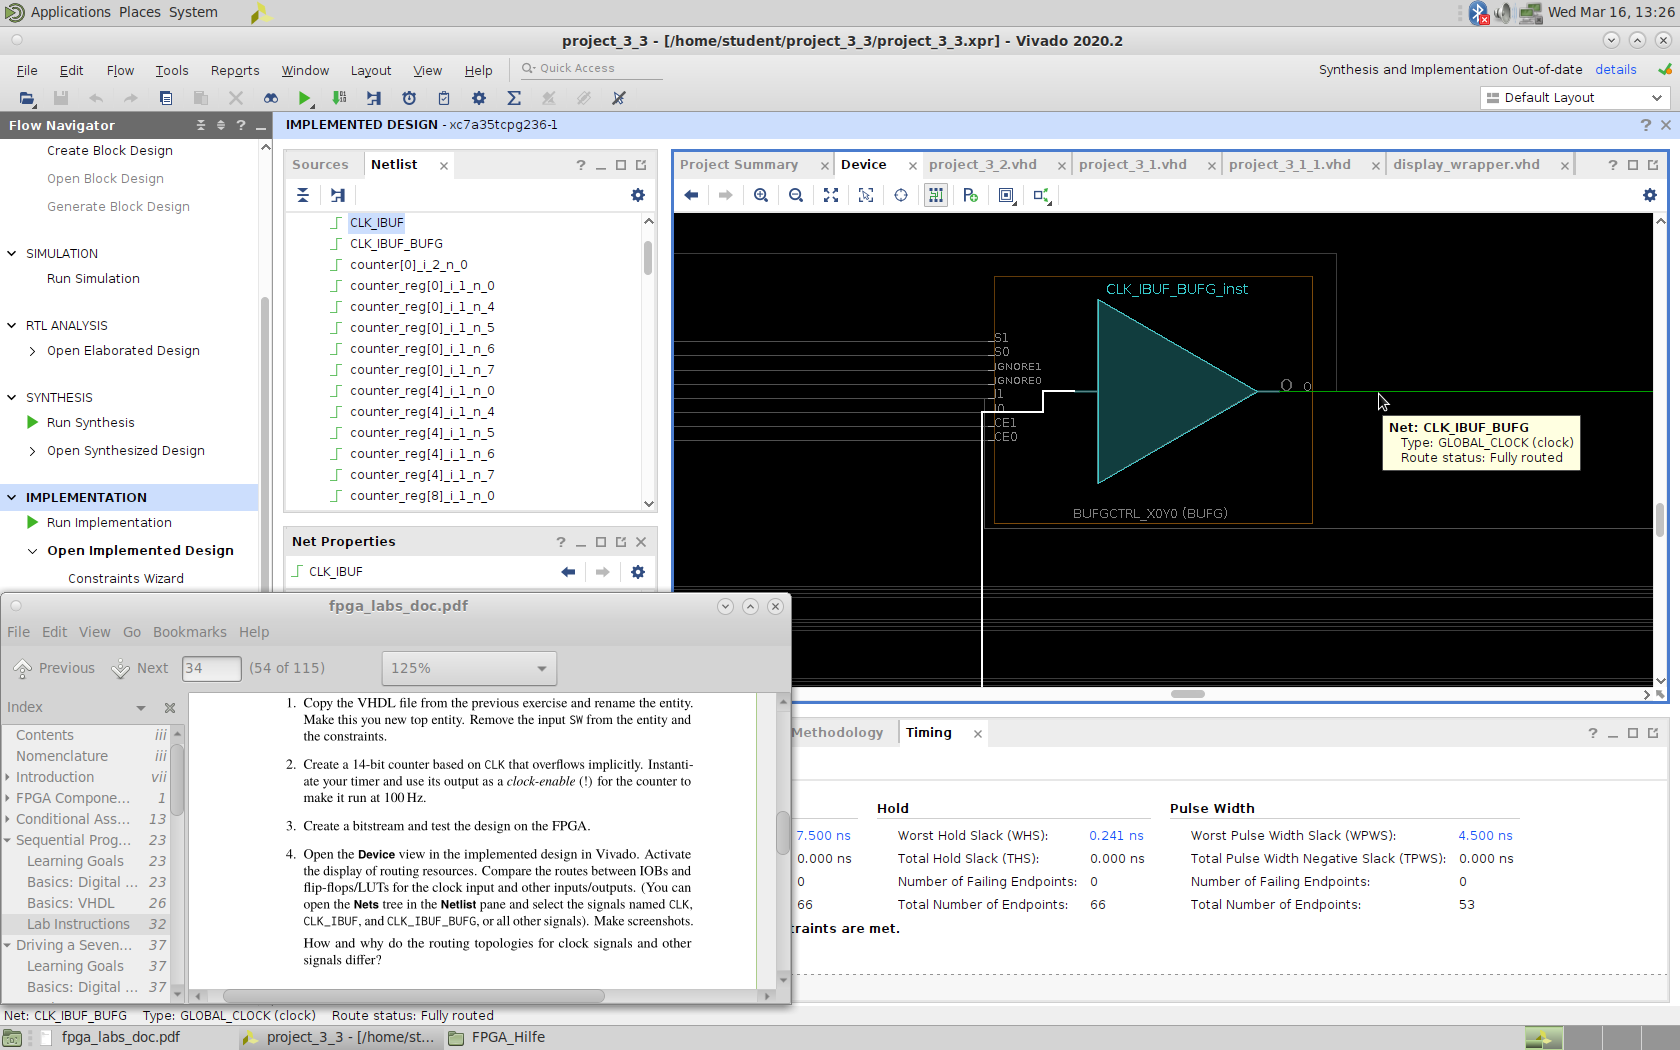 Applications Places System
Wed Mar 16, 13:26
project_3_3 - [/home/student/project_3_3/project_3_3.xpr] - Vivado 2020.2
File Edit Flow Tools Reports Window Layout View Help
Quick Access
Synthesis and Implementation Out-of-date details
Default Layout
Flow Navigator
IMPLEMENTED DESIGN - xc7a35tcpg236-1
Create Block Design
Open Block Design
Generate Block Design
SIMULATION
Run Simulation
RTL ANALYSIS
Open Elaborated Design
SYNTHESIS
Run Synthesis
Open Synthesized Design
IMPLEMENTATION
Run Implementation
Open Implemented Design
Constraints Wizard
Sources Netlist
CLK_IBUF
CLK_IBUF_BUFG
counter[0]_i_2_n_0
counter_reg[0]_i_1_n_0
counter_reg[0]_i_1_n_4
counter_reg[0]_i_1_n_5
counter_reg[0]_i_1_n_6
counter_reg[0]_i_1_n_7
counter_reg[4]_i_1_n_0
counter_reg[4]_i_1_n_4
counter_reg[4]_i_1_n_5
counter_reg[4]_i_1_n_6
counter_reg[4]_i_1_n_7
counter_reg[8]_i_1_n_0
Net Properties
CLK_IBUF
Project Summary Device project_3_2.vhd project_3_1.vhd project_3_1_1.vhd display_wrapper.vhd
CLK_IBUF_BUFG_inst
S1
S0
IGNORE1
IGNORE0
I1
I0
CE1
CE0
O O
BUFGCTRL_X0Y0 (BUFG)
Net: CLK_IBUF_BUFG
Type: GLOBAL_CLOCK (clock)
Route status: Fully routed
Methodology Timing
Hold Pulse Width
7.500 ns Worst Hold Slack (WHS): 0.241 ns Worst Pulse Width Slack (WPWS): 4.500 ns
0.000 ns Total Hold Slack (THS): 0.000 ns Total Pulse Width Negative Slack (TPWS): 0.000 ns
0 Number of Failing Endpoints: 0 Number of Failing Endpoints: 0
66 Total Number of Endpoints: 66 Total Number of Endpoints: 53
raints are met.
fpga_labs_doc.pdf
File Edit View Go Bookmarks Help
Previous Next 34 (54 of 115) 125%
Index
Contents iii
Nomenclature iii
Introduction vii
FPGA Compone... 1
Conditional Ass... 13
Sequential Prog... 23
Learning Goals 23
Basics: Digital ... 23
Basics: VHDL 26
Lab Instructions 32
Driving a Seven... 37
Learning Goals 37
Basics: Digital ... 37
1. Copy the VHDL file from the previous exercise and rename the entity.
Make this you new top entity. Remove the input SW from the entity and
the constraints.
2. Create a 14-bit counter based on CLK that overflows implicitly. Instanti-
ate your timer and use its output as a clock-enable (!) for the counter to
make it run at 100 Hz.
3. Create a bitstream and test the design on the FPGA.
4. Open the Device view in the implemented design in Vivado. Activate
the display of routing resources. Compare the routes between IOBs and
flip-flops/LUTs for the clock input and other inputs/outputs. (You can
open the Nets tree in the Netlist pane and select the signals named CLK,
CLK_IBUF, and CLK_IBUF_BUFG, or all other signals). Make screenshots.
How and why do the routing topologies for clock signals and other
signals differ?
Net: CLK_IBUF_BUFG Type: GLOBAL_CLOCK (clock) Route status: Fully routed
fpga_labs_doc.pdf project_3_3 - [/home/st... FPGA_Hilfe